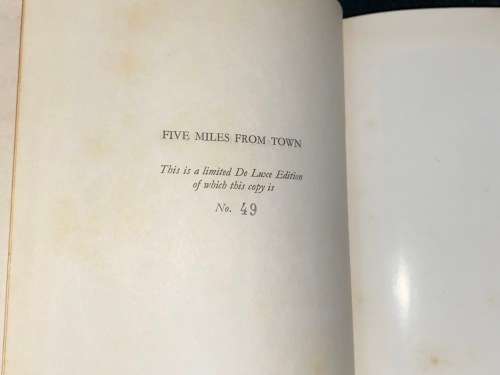 FIVE MILES FROM TOWN
This is a limited De Luxe Edition
of which this copy is
No. 49